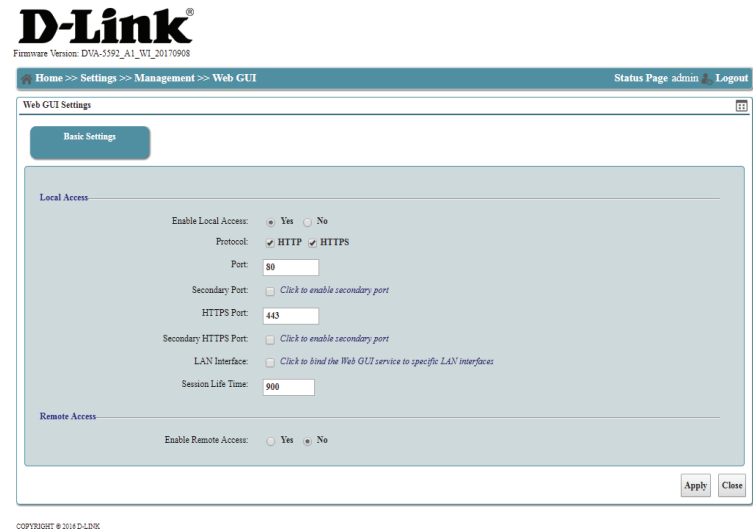 D-Link®
Firmware Version: DVA-5592_A1_WI_20170908
Home >> Settings >> Management >> Web GUI Status Page admin Logout
Web GUI Settings
Basic Settings
Local Access
Enable Local Access: Yes No
Protocol: HTTP HTTPS
Port: 80
Secondary Port: Click to enable secondary port
HTTPS Port: 443
Secondary HTTPS Port: Click to enable secondary port
LAN Interface: Click to bind the Web GUI service to specific LAN interfaces
Session Life Time: 900
Remote Access
Enable Remote Access: Yes No
Apply Close
COPYRIGHT © 2016 D-LINK